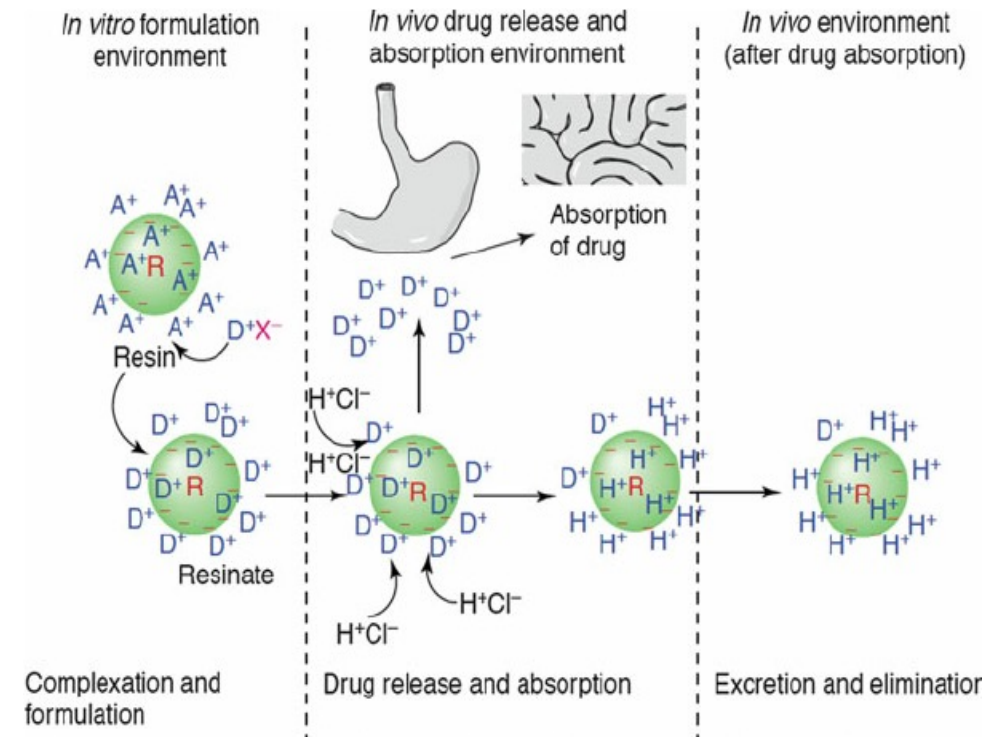 In vitro formulation
environment
In vivo drug release and
absorption environment
In vivo environment
(after drug absorption)
Absorption
of drug
A⁺ A⁺ A⁺
A⁺ A⁺ A⁺
A⁺ R A⁺
A⁺ A⁺
A⁺ A⁺
D⁺X⁻
Resin
D⁺ D⁺ D⁺
D⁺ D⁺ D⁺
D⁺ R D⁺
D⁺ D⁺
D⁺ D⁺
Resinate
D⁺ D⁺ D⁺
D⁺ D⁺ D⁺
D⁺ D⁺
H⁺Cl⁻
D⁺
H⁺Cl⁻
D⁺ D⁺
D⁺ D⁺ R D⁺
D⁺ D⁺
D⁺ D⁺
H⁺Cl⁻
H⁺Cl⁻
D⁺ H⁺ H⁺
D⁺ H⁺ H⁺
H⁺ R H⁺
H⁺ H⁺
H⁺ H⁺
D⁺ H⁺ H⁺
H⁺ H⁺ H⁺
H⁺ R H⁺
H⁺ H⁺
H⁺ H⁺
Complexation and
formulation
Drug release and absorption
Excretion and elimination